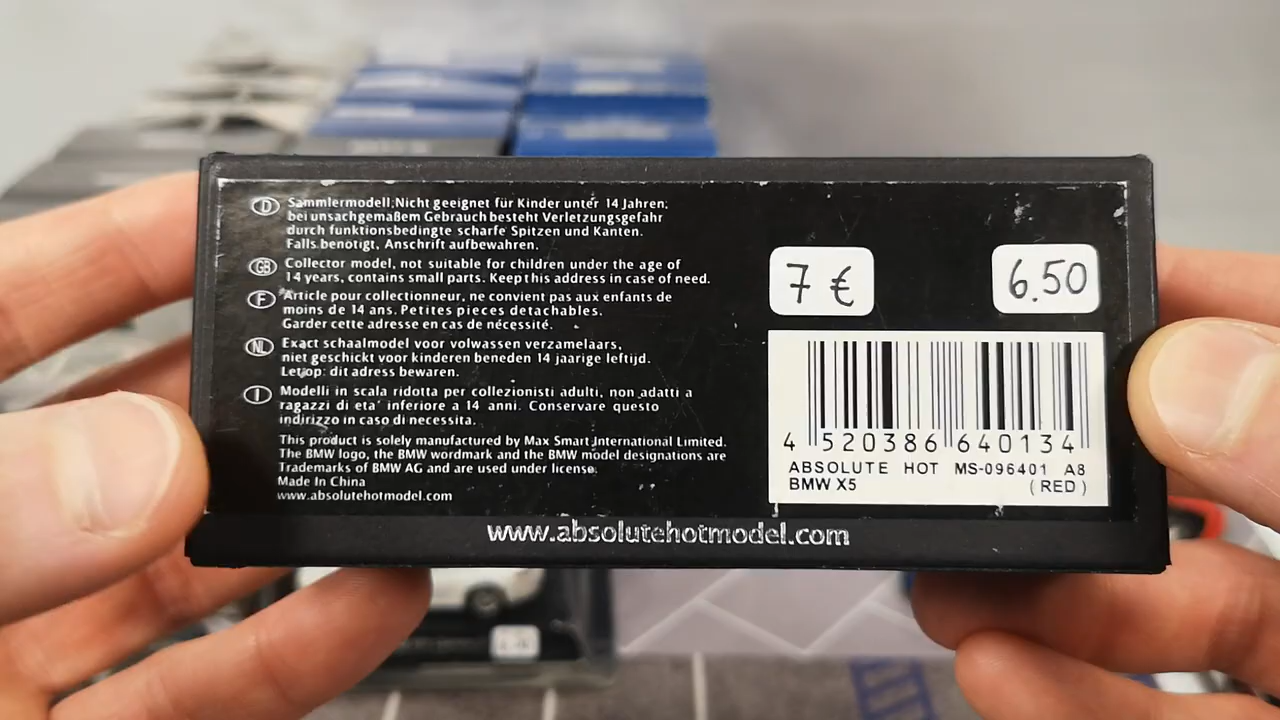 D Sammlermodell, Nicht geeignet für Kinder unter 14 Jahren;
bei unsachgemaßem Gebrauch besteht Verletzungsgefahr
durch funktionsbedingte scharfe Spitzen und Kanten.
Falls benötigt, Anschrift aufbewahren.
GB Collector model, not suitable for children under the age of
14 years, contains small parts. Keep this address in case of need.
F Article pour collectionneur, ne convient pas aux enfants de
moins de 14 ans. Petites pieces detachables.
Garder cette adresse en cas de nécessité.
NL Exact schaalmodel voor volwassen verzamelaars,
niet geschickt voor kinderen beneden 14 jaarige leftijd.
Letop: dit adress bewaren.
I Modelli in scala ridotta per collezionisti adulti, non adatti a
ragazzi di eta' inferiore a 14 anni. Conservare questo
indirizzo in caso di necessita.
This product is solely manufactured by Max Smart International Limited.
The BMW logo, the BMW wordmark and the BMW model designations are
Trademarks of BMW AG and are used under license.
Made In China
www.absolutehotmodel.com
7 €
6.50
4 520386 640134
ABSOLUTE HOT MS-096401 A8
BMW X5 (RED)
www.absolutehotmodel.com